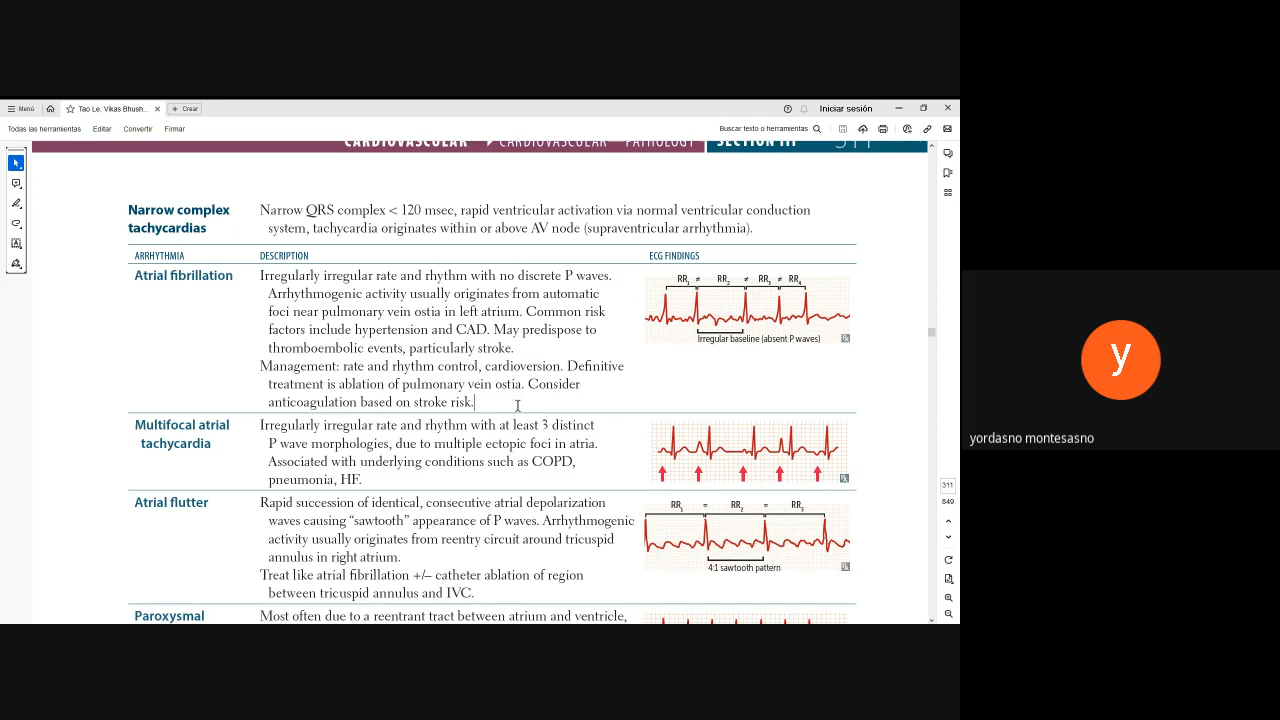 Menú
Tao Le, Vikas Bhush...
Crear
Iniciar sesión
Todas las herramientas
Editar
Convertir
Firmar
Buscar texto o herramientas
CARDIOVASCULAR
CARDIOVASCULAR—PATHOLOGY
SECTION III
311
Narrow complex
tachycardias
Narrow QRS complex < 120 msec, rapid ventricular activation via normal ventricular conduction
system, tachycardia originates within or above AV node (supraventricular arrhythmia).
ARRHYTHMIA
DESCRIPTION
ECG FINDINGS
Atrial fibrillation
Irregularly irregular rate and rhythm with no discrete P waves.
Arrhythmogenic activity usually originates from automatic
foci near pulmonary vein ostia in left atrium. Common risk
factors include hypertension and CAD. May predispose to
thromboembolic events, particularly stroke.
Management: rate and rhythm control, cardioversion. Definitive
treatment is ablation of pulmonary vein ostia. Consider
anticoagulation based on stroke risk.
RR1 ≠ RR2 ≠ RR3 ≠ RR4
Irregular baseline (absent P waves)
Multifocal atrial
tachycardia
Irregularly irregular rate and rhythm with at least 3 distinct
P wave morphologies, due to multiple ectopic foci in atria.
Associated with underlying conditions such as COPD,
pneumonia, HF.
Atrial flutter
Rapid succession of identical, consecutive atrial depolarization
waves causing “sawtooth” appearance of P waves. Arrhythmogenic
activity usually originates from reentry circuit around tricuspid
annulus in right atrium.
Treat like atrial fibrillation +/– catheter ablation of region
between tricuspid annulus and IVC.
RR1 = RR2 = RR3
4:1 sawtooth pattern
Paroxysmal
Most often due to a reentrant tract between atrium and ventricle,
311
849
y
yordasno montesasno